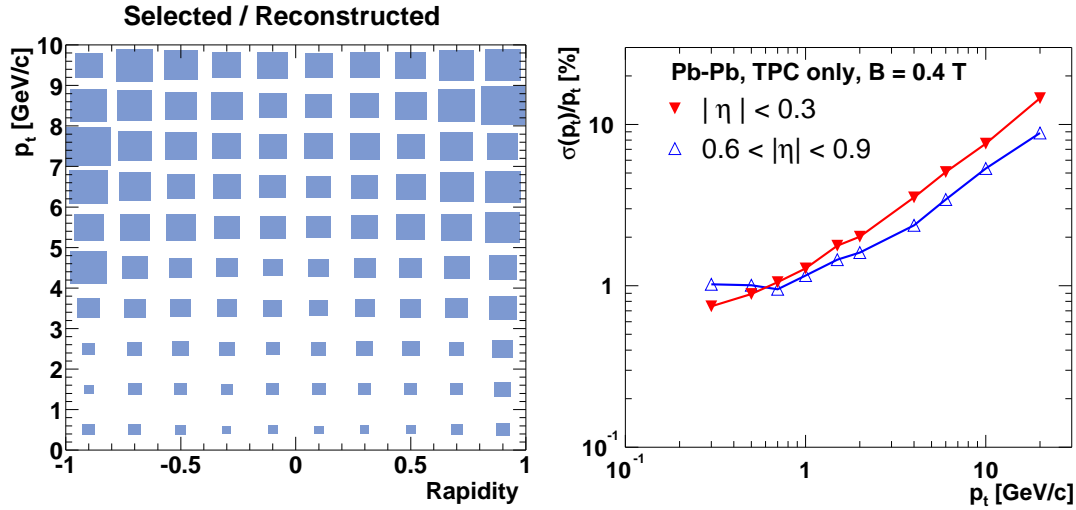 Selected / Reconstructed
p_t [GeV/c]
10
9
8
7
6
5
4
3
2
1
0
-1
-0.5
0
0.5
1
Rapidity
σ(p_t)/p_t [%]
Pb-Pb, TPC only, B = 0.4 T
| η | < 0.3
0.6 < |η| < 0.9
10
1
10^-1
10^-1
1
10
p_t [GeV/c]